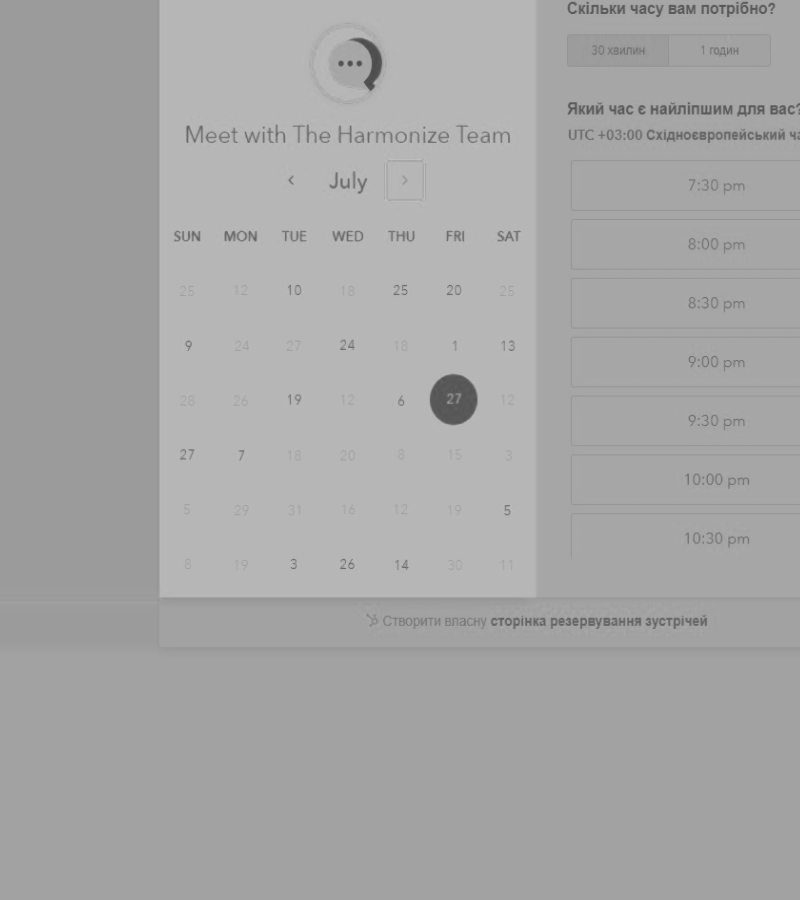 Meet with The Harmonize Team
July
SUN MON TUE WED THU FRI SAT
25 12 10 18 25 20 25
9 24 27 24 18 1 13
28 26 19 12 6 27 12
27 7 18 20 8 15 3
5 29 31 16 12 19 5
8 19 3 26 14 30 11
Скільки часу вам потрібно?
30 хвилин 1 годин
Який час є найліпшим для вас?
UTC +03:00 Східноєвропейський
7:30 pm
8:00 pm
8:30 pm
9:00 pm
9:30 pm
10:00 pm
10:30 pm
Створити власну сторінка резервування зустрічей